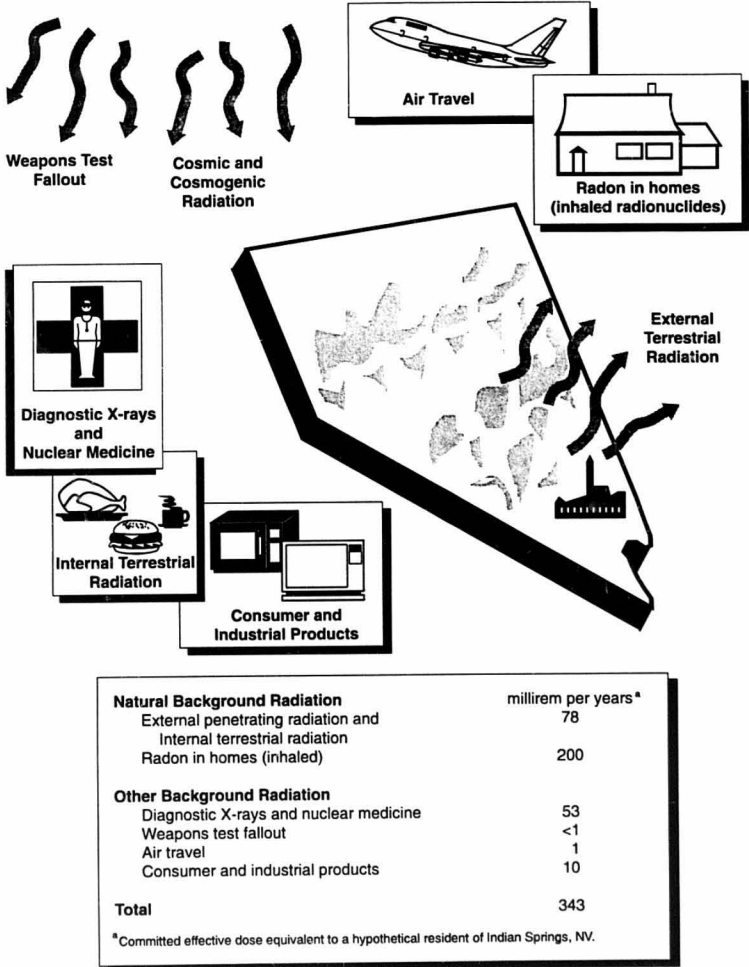 Air Travel
Weapons Test
Fallout
Cosmic and
Cosmogenic
Radiation
Radon in homes
(inhaled radionuclides)
External
Terrestrial
Radiation
Diagnostic X-rays
and
Nuclear Medicine
Internal Terrestrial
Radiation
Consumer and
Industrial Products
Natural Background Radiation millirem per years a
External penetrating radiation and 78
Internal terrestrial radiation
Radon in homes (inhaled) 200
Other Background Radiation
Diagnostic X-rays and nuclear medicine 53
Weapons test fallout <1
Air travel 1
Consumer and industrial products 10
Total 343
a Committed effective dose equivalent to a hypothetical resident of Indian Springs, NV.